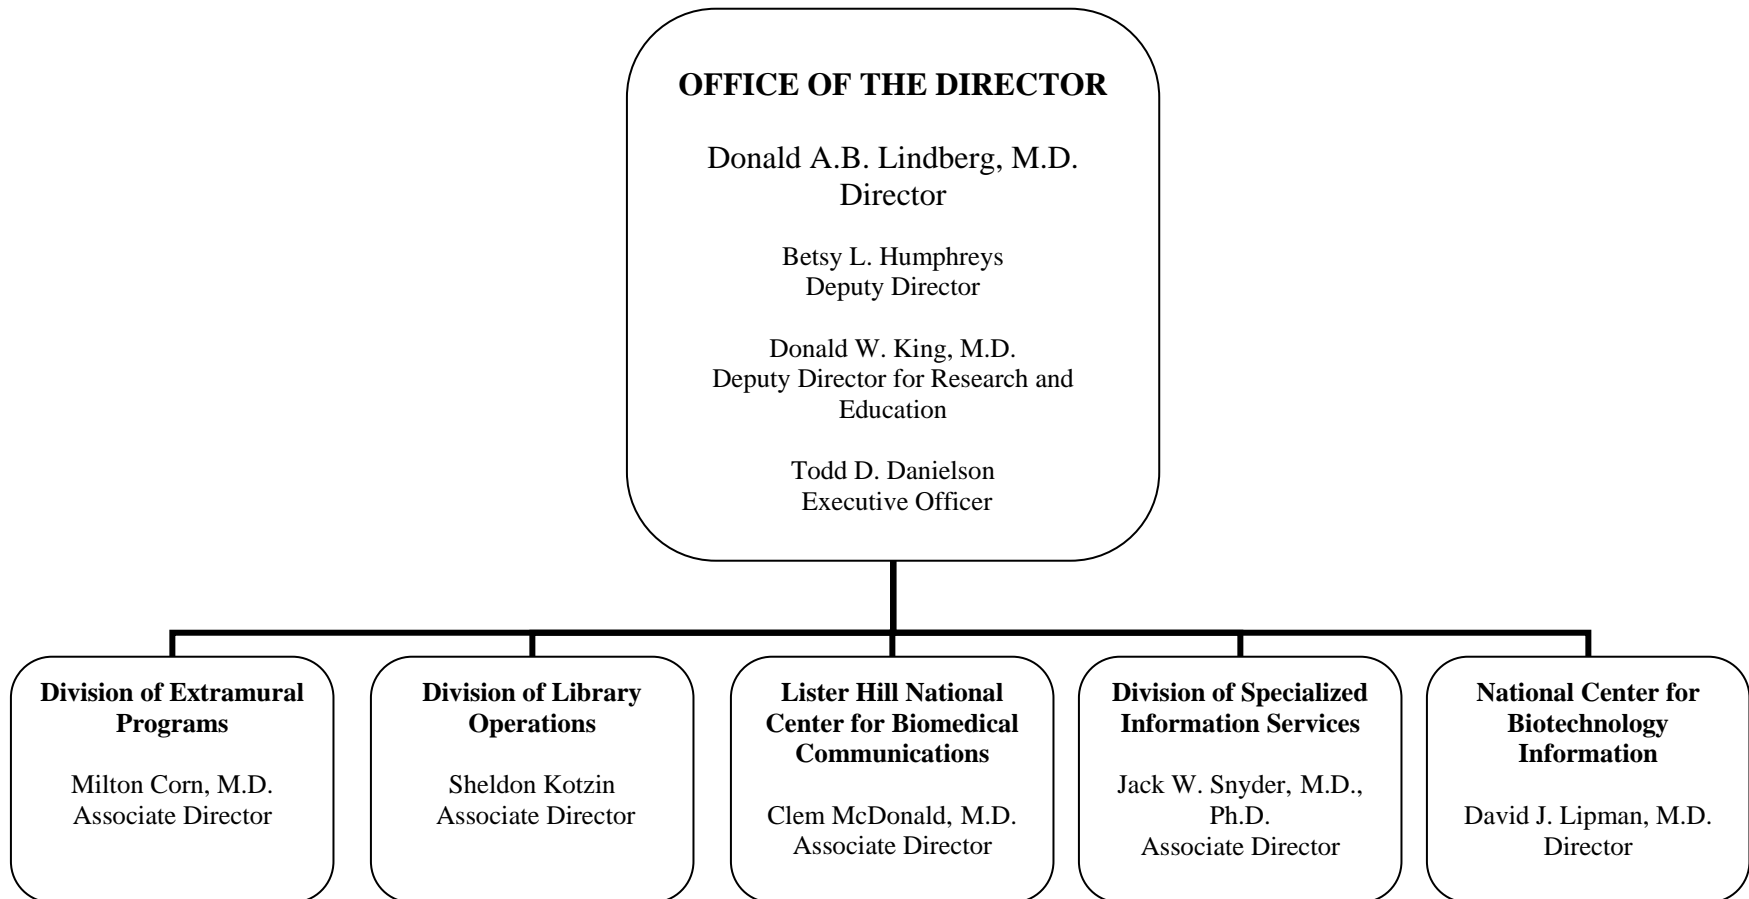 OFFICE OF THE DIRECTOR
Donald A.B. Lindberg, M.D.
Director
Betsy L. Humphreys
Deputy Director
Donald W. King, M.D.
Deputy Director for Research and
Education
Todd D. Danielson
Executive Officer
Division of Extramural
Programs
Milton Corn, M.D.
Associate Director
Division of Library
Operations
Sheldon Kotzin
Associate Director
Lister Hill National
Center for Biomedical
Communications
Clem McDonald, M.D.
Associate Director
Division of Specialized
Information Services
Jack W. Snyder, M.D.,
Ph.D.
Associate Director
National Center for
Biotechnology
Information
David J. Lipman, M.D.
Director